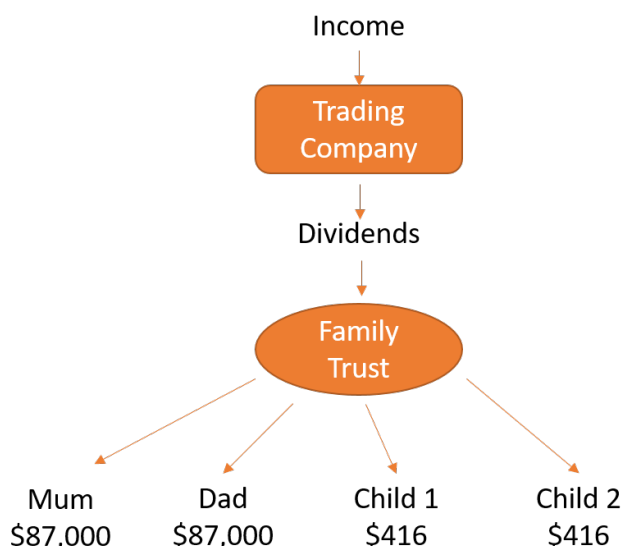 Income
Trading
Company
Dividends
Family
Trust
Mum
$87,000
Dad
$87,000
Child 1
$416
Child 2
$416